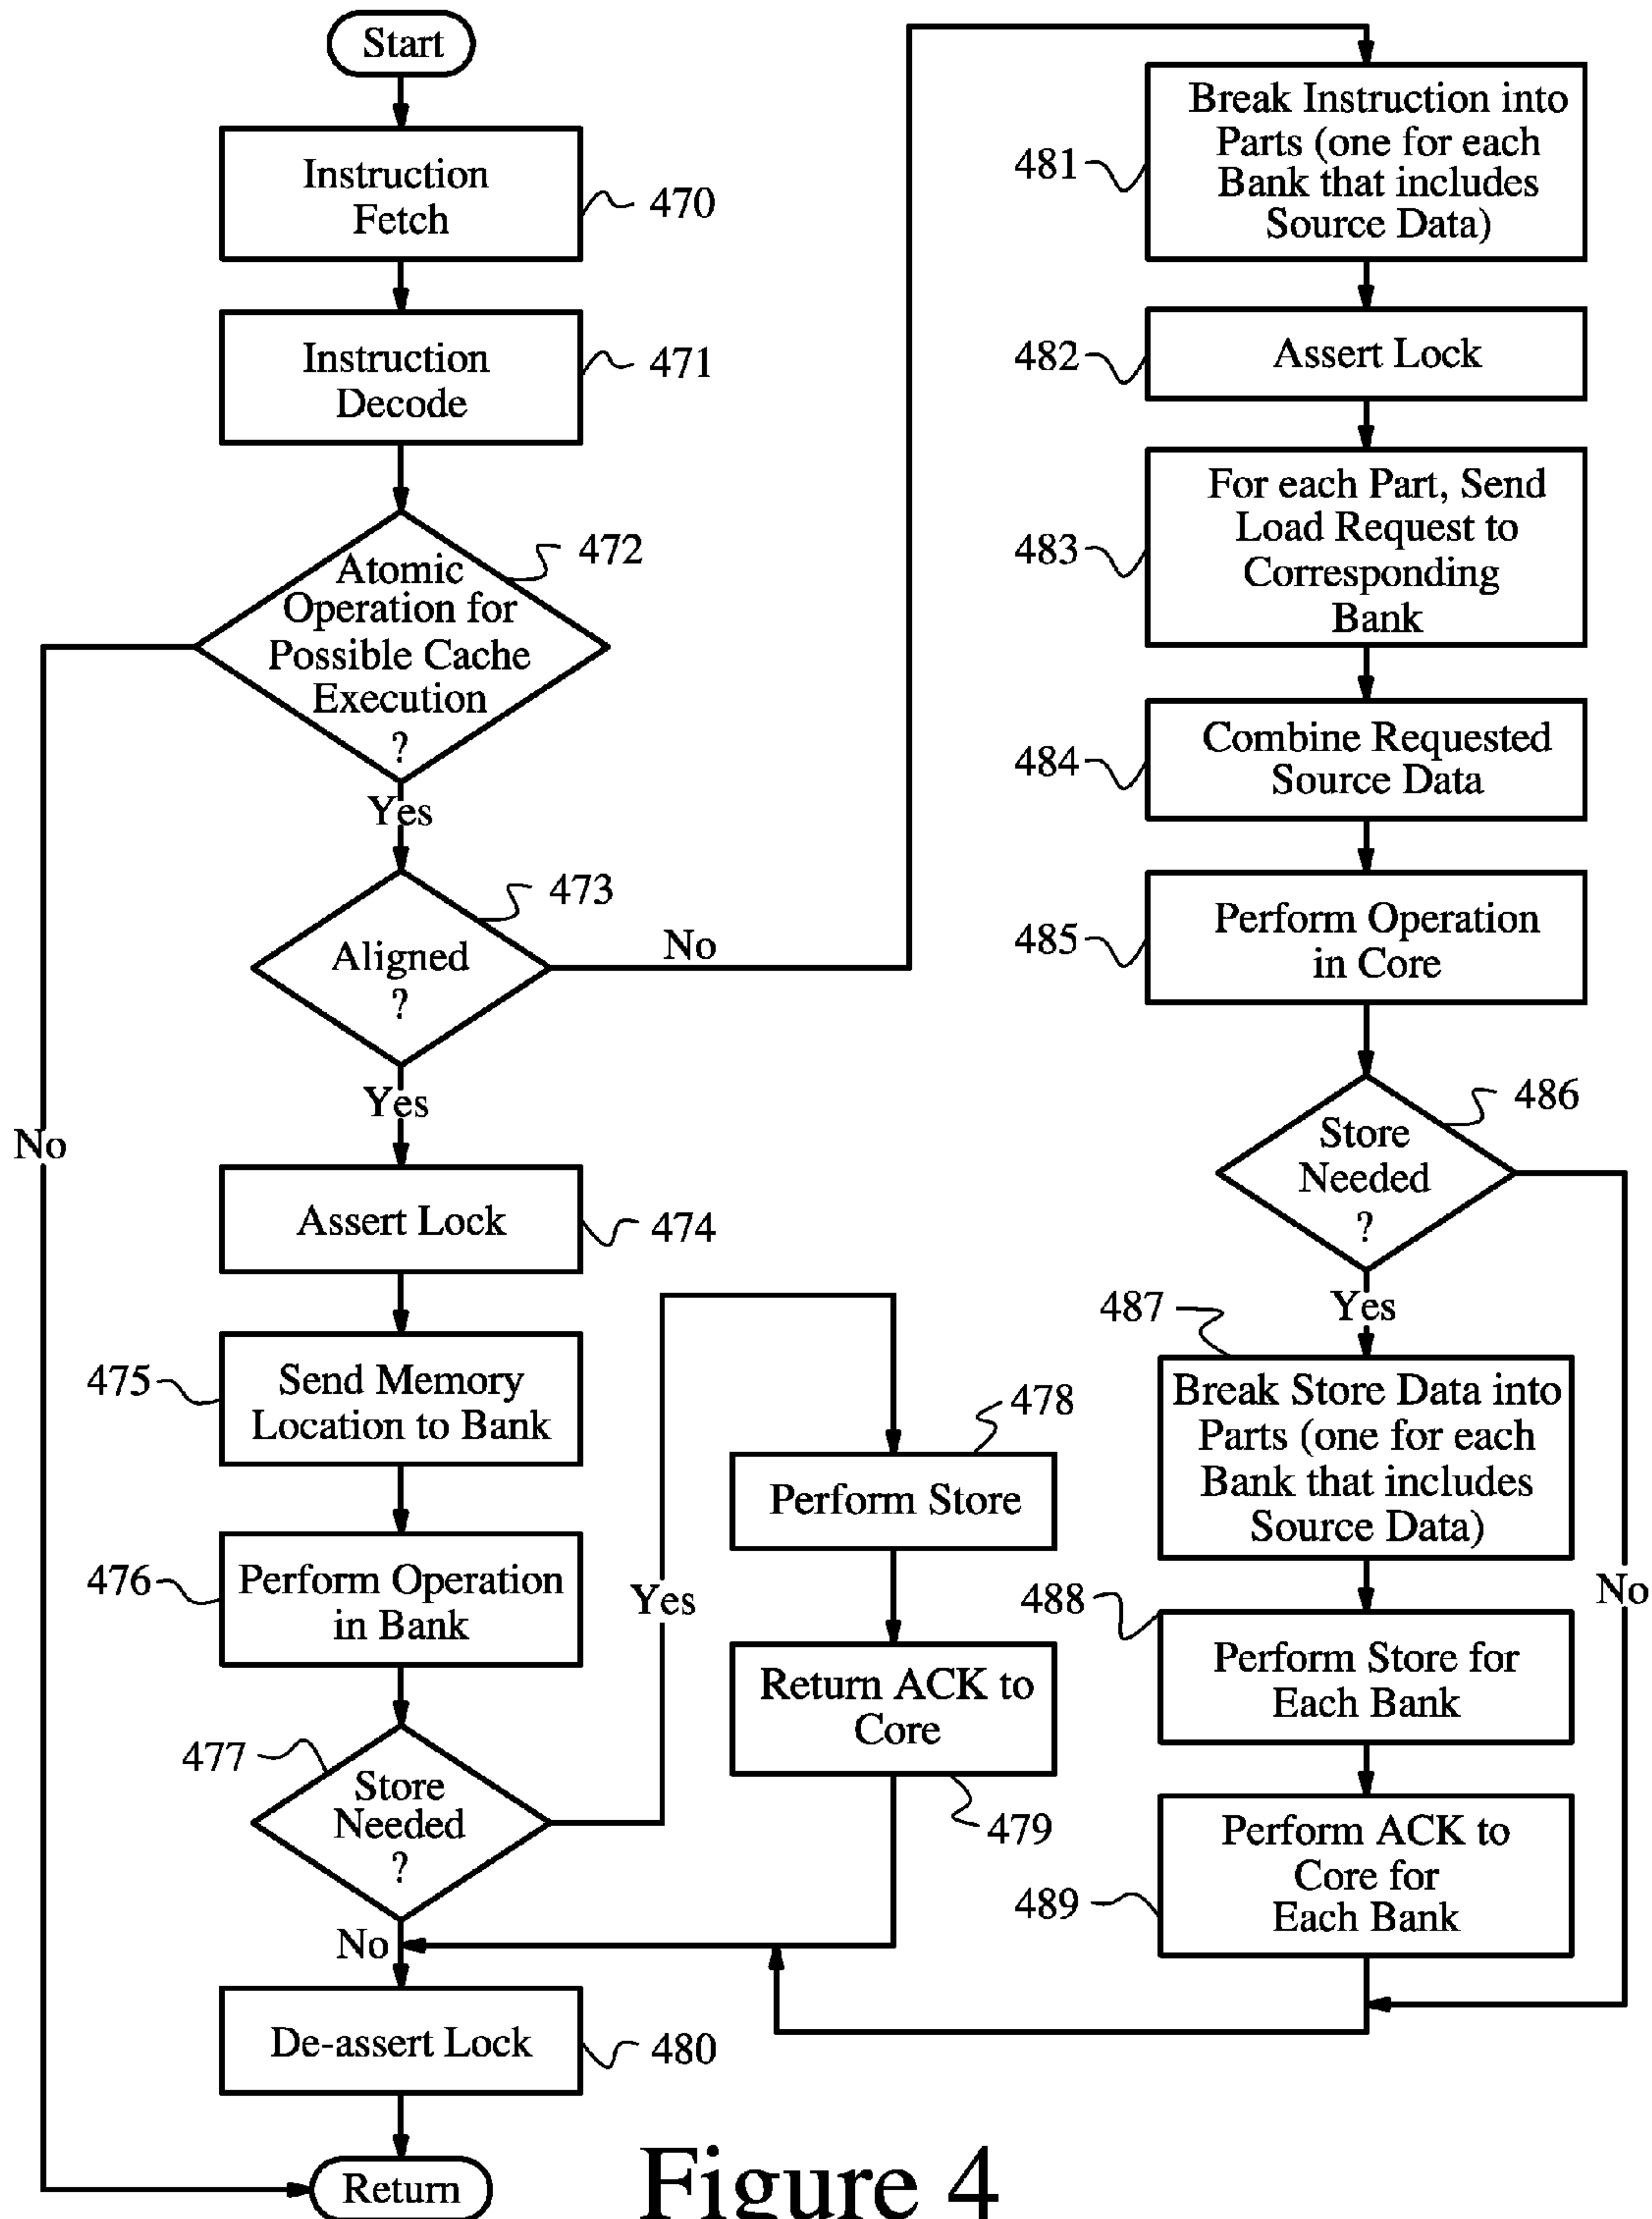 Start
Instruction
Fetch
470
Instruction
Decode
471
Atomic
Operation for
Possible Cache
Execution
?
472
Yes
No
Aligned
?
473
No
Yes
Assert Lock
474
475
Send Memory
Location to Bank
476
Perform Operation
in Bank
477
Store
Needed
?
Yes
No
478
Perform Store
Return ACK to
Core
479
De-assert Lock
480
Return
481
Break Instruction into
Parts (one for each
Bank that includes
Source Data)
482
Assert Lock
483
For each Part, Send
Load Request to
Corresponding
Bank
484
Combine Requested
Source Data
485
Perform Operation
in Core
486
Store
Needed
?
Yes
No
487
Break Store Data into
Parts (one for each
Bank that includes
Source Data)
488
Perform Store for
Each Bank
489
Perform ACK to
Core for
Each Bank
Figure 4